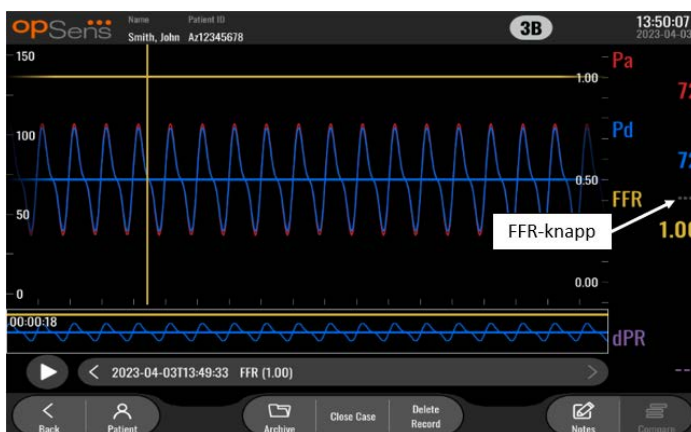 opSens
Name Patient ID
Smith, John Az12345678
3B
13:50:07
2023-04-03
150
100
50
0
1.00
0.50
0.00
Pa
72
Pd
72
FFR
---
1.00
FFR-knapp
00:00:18
dPR
--
2023-04-03T13:49:33 FFR (1.00)
Back
Patient
Archive
Close Case
Delete
Record
Notes
Compare